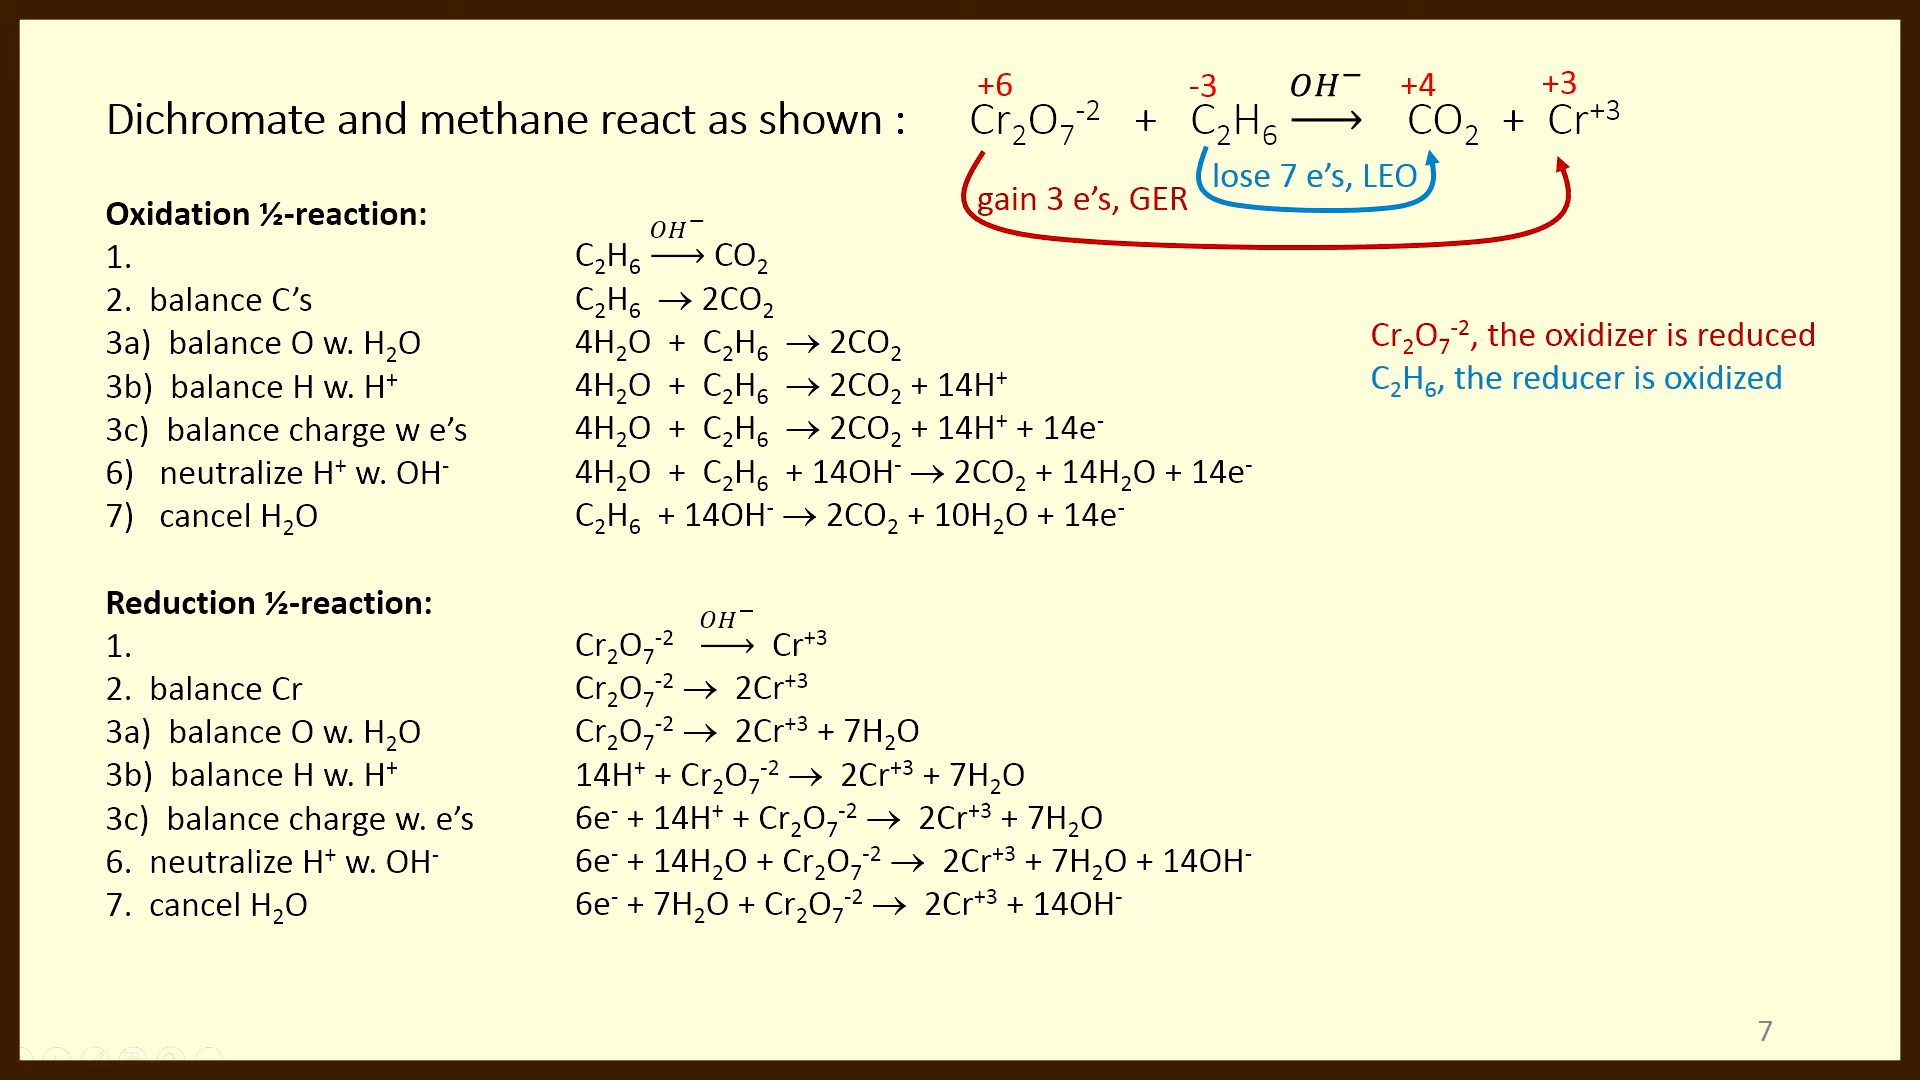 Dichromate and methane react as shown : Cr₂O₇⁻² + C₂H₆ ⟶ CO₂ + Cr⁺³
+6 -3 OH⁻ +4 +3
lose 7 e's, LEO
gain 3 e's, GER
Oxidation ½-reaction:
1. C₂H₆ OH⁻⟶ CO₂
2. balance C's C₂H₆ → 2CO₂
3a) balance O w. H₂O 4H₂O + C₂H₆ → 2CO₂
Cr₂O₇⁻², the oxidizer is reduced
3b) balance H w. H⁺ 4H₂O + C₂H₆ → 2CO₂ + 14H⁺
C₂H₆, the reducer is oxidized
3c) balance charge w e's 4H₂O + C₂H₆ → 2CO₂ + 14H⁺ + 14e⁻
6) neutralize H⁺ w. OH⁻ 4H₂O + C₂H₆ + 14OH⁻ → 2CO₂ + 14H₂O + 14e⁻
7) cancel H₂O C₂H₆ + 14OH⁻ → 2CO₂ + 10H₂O + 14e⁻
Reduction ½-reaction:
1. Cr₂O₇⁻² OH⁻⟶ Cr⁺³
2. balance Cr Cr₂O₇⁻² → 2Cr⁺³
3a) balance O w. H₂O Cr₂O₇⁻² → 2Cr⁺³ + 7H₂O
3b) balance H w. H⁺ 14H⁺ + Cr₂O₇⁻² → 2Cr⁺³ + 7H₂O
3c) balance charge w. e's 6e⁻ + 14H⁺ + Cr₂O₇⁻² → 2Cr⁺³ + 7H₂O
6. neutralize H⁺ w. OH⁻ 6e⁻ + 14H₂O + Cr₂O₇⁻² → 2Cr⁺³ + 7H₂O + 14OH⁻
7. cancel H₂O 6e⁻ + 7H₂O + Cr₂O₇⁻² → 2Cr⁺³ + 14OH⁻
7